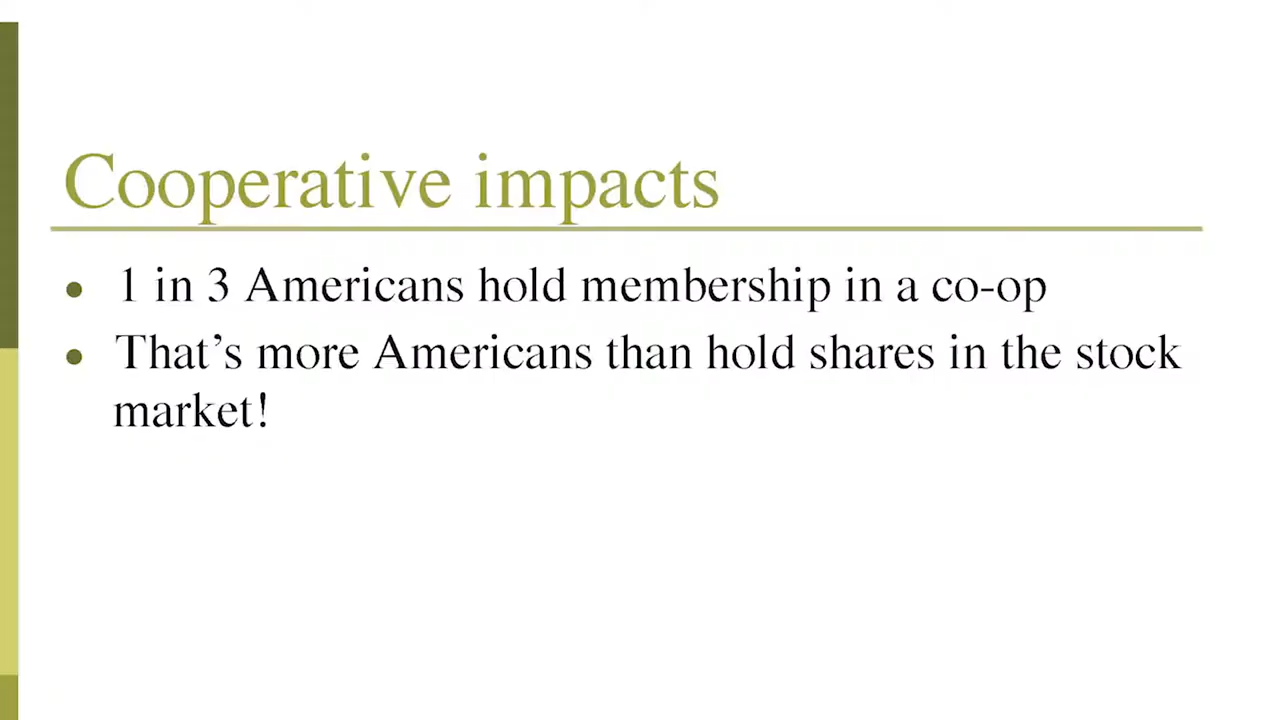 Cooperative impacts
• 1 in 3 Americans hold membership in a co-op
• That’s more Americans than hold shares in the stock
market!